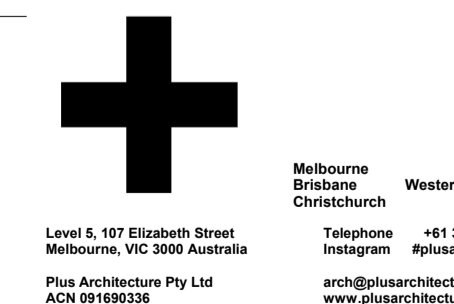 Melbourne
Brisbane
Christchurch
Level 5, 107 Elizabeth Street
Melbourne, VIC 3000 Australia
Telephone +61
Instagram
Plus Architecture Pty Ltd
ACN 091690336